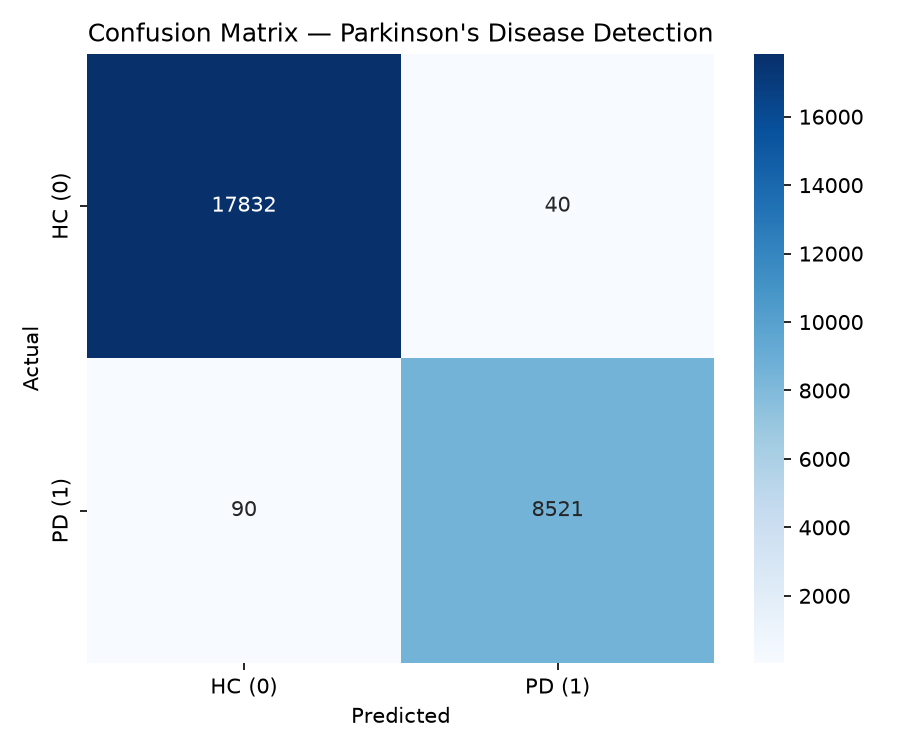 Confusion Matrix — Parkinson's Disease Detection
HC (0)
17832
40
16000
14000
12000
10000
8000
6000
4000
2000
Actual
PD (1)
90
8521
HC (0)
PD (1)
Predicted